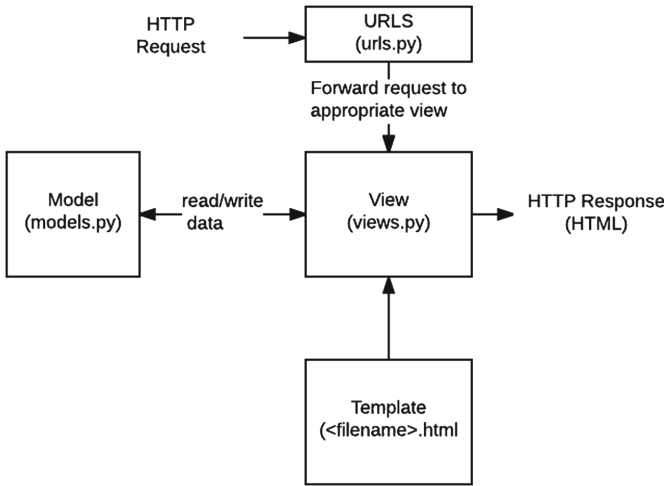 HTTP
Request
URLS
(urls.py)
Forward request to
appropriate view
Model
(models.py)
read/write
data
View
(views.py)
HTTP Response
(HTML)
Template
(<filename>.html